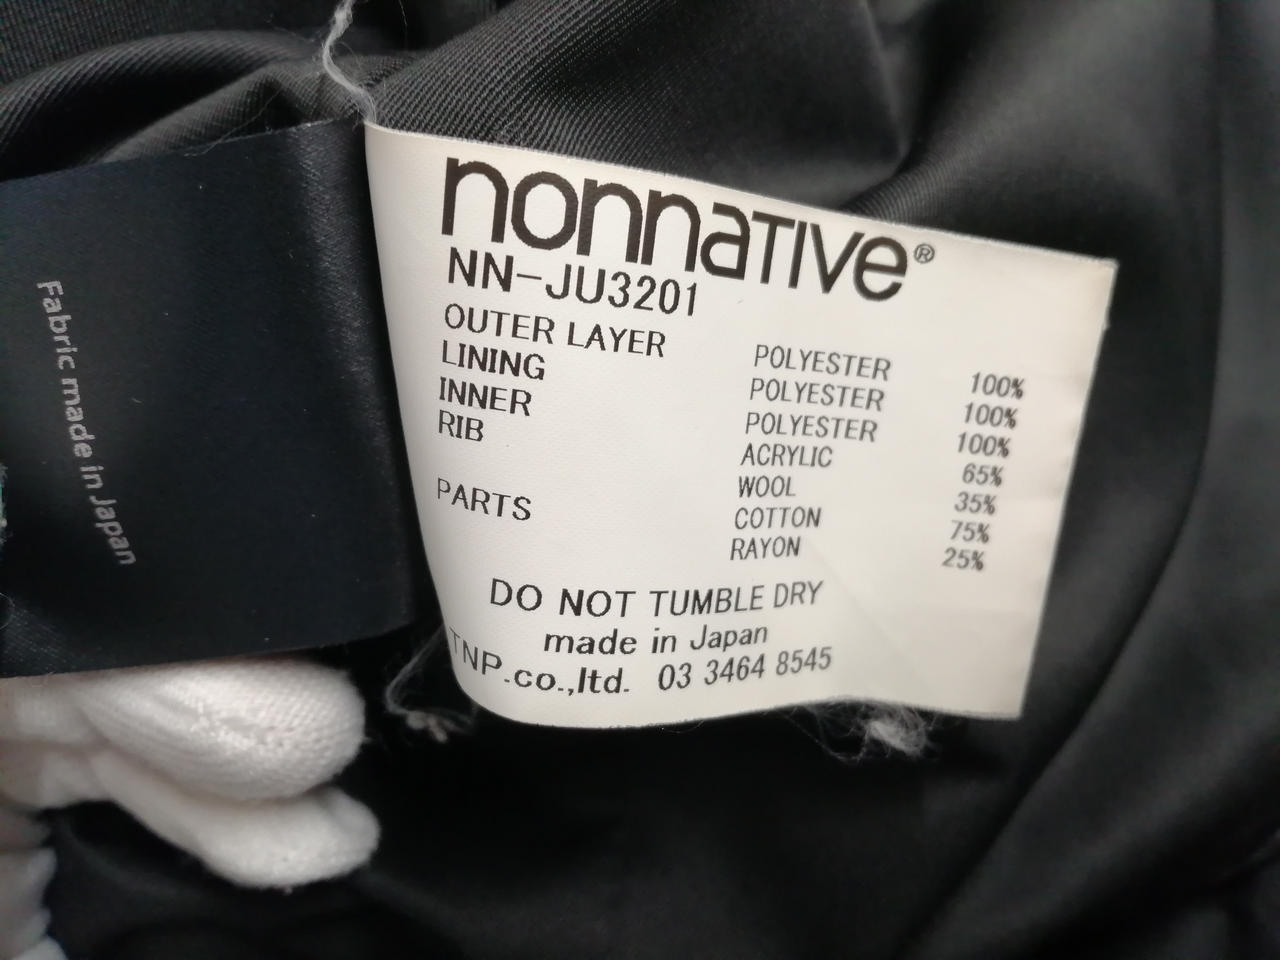 Fabric made in Japan
nonnative®
NN-JU3201
OUTER LAYER POLYESTER 100%
LINING POLYESTER 100%
INNER POLYESTER 100%
RIB ACRYLIC 65%
WOOL 35%
PARTS COTTON 75%
RAYON 25%
DO NOT TUMBLE DRY
made in Japan
TNP.co.,ltd. 03 3464 8545